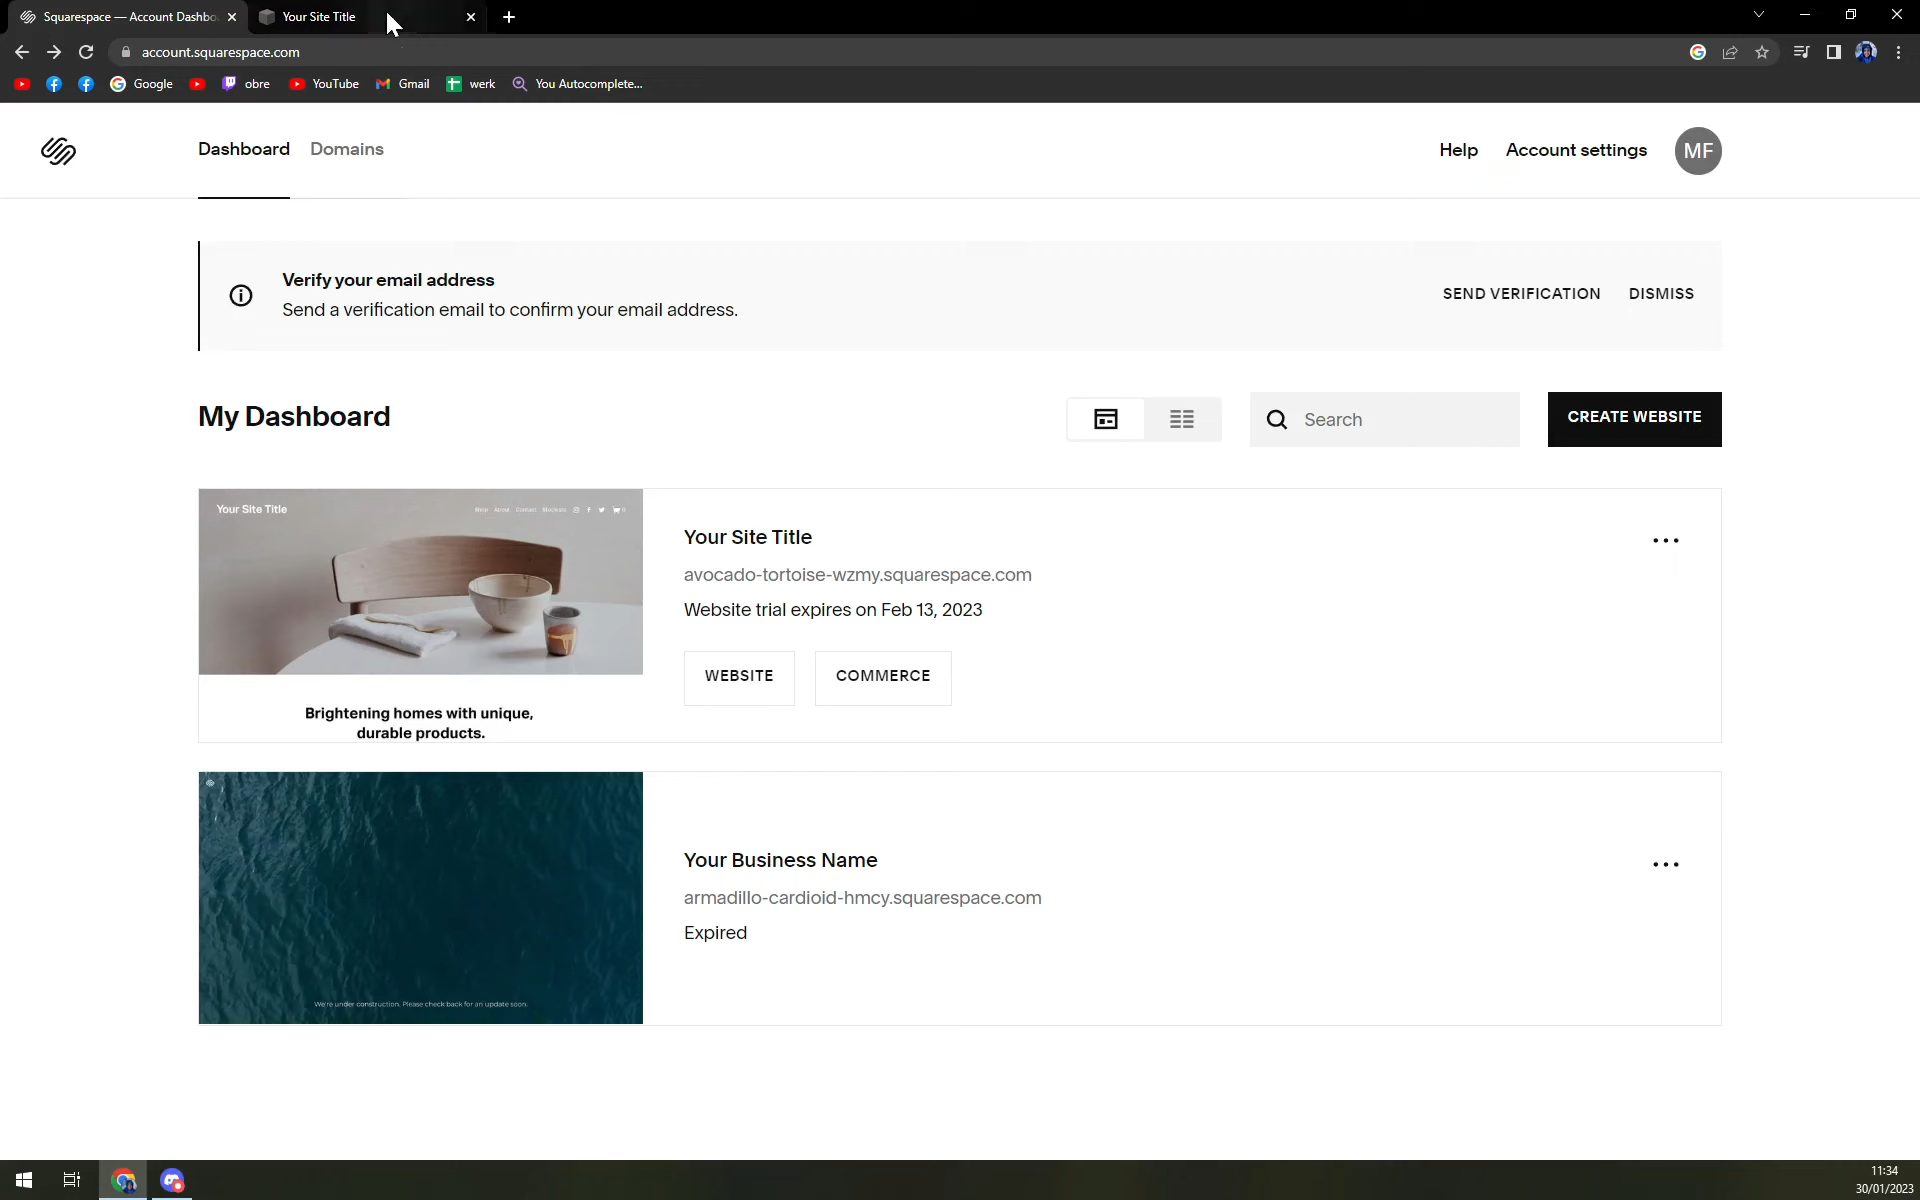 Squarespace — Account Dashbo
Your Site Title
account.squarespace.com
Google
obre
YouTube
Gmail
werk
You Autocomplete...
Dashboard
Domains
Help
Account settings
MF
Verify your email address
Send a verification email to confirm your email address.
SEND VERIFICATION
DISMISS
My Dashboard
Search
CREATE WEBSITE
Your Site Title
About
Contact
Brightening homes with unique,
durable products.
Your Site Title
avocado-tortoise-wzmy.squarespace.com
Website trial expires on Feb 13, 2023
WEBSITE
COMMERCE
We're under construction. Please check back for an update soon.
Your Business Name
armadillo-cardioid-hmcy.squarespace.com
Expired
11:34
30/01/2023